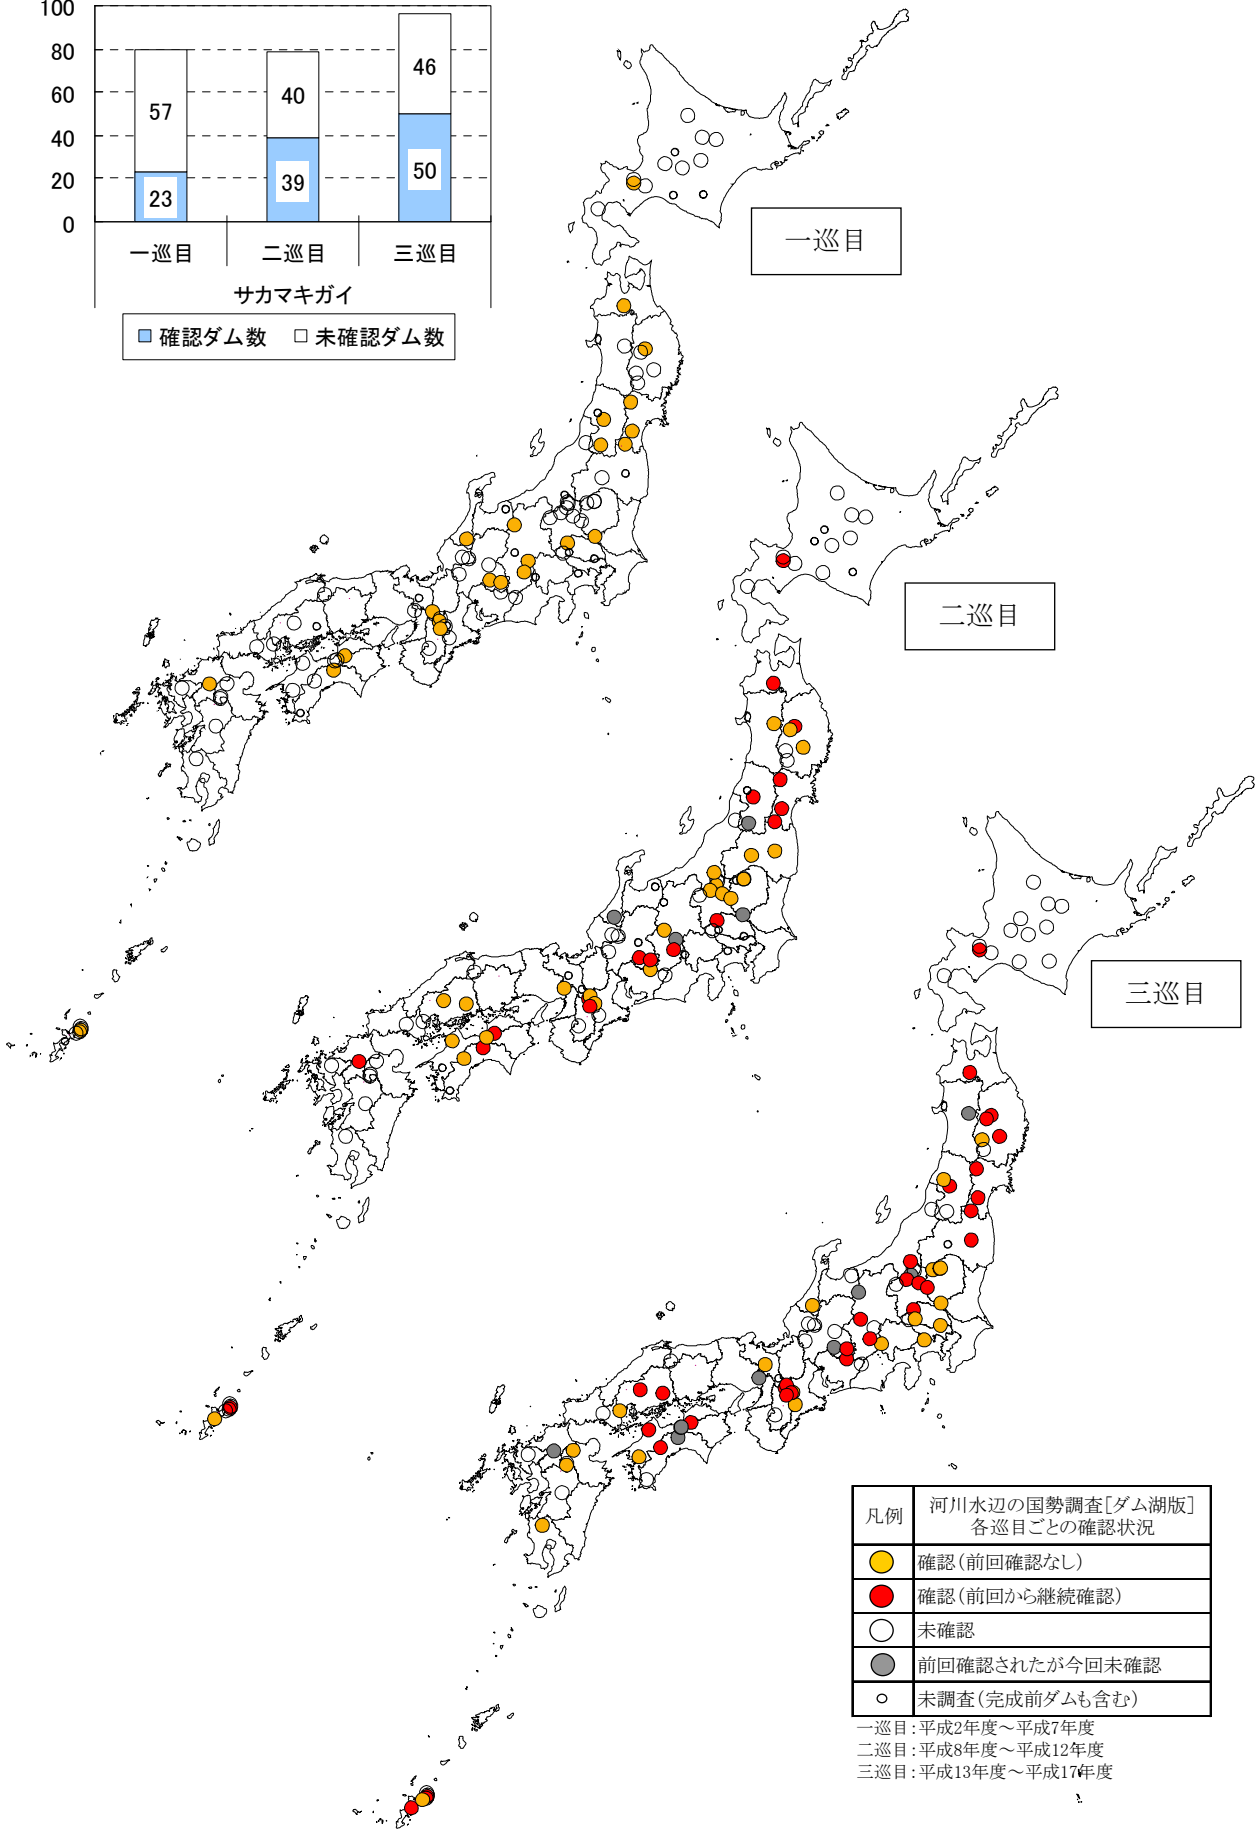 100
80
60
40
20
0
57
23
40
39
46
50
一巡目
二巡目
三巡目
サカマキガイ
確認ダム数
未確認ダム数
一巡目
二巡目
三巡目
凡例
河川水辺の国勢調査[ダム湖版]
各巡目ごとの確認状況
確認(前回確認なし)
確認(前回から継続確認)
未確認
前回確認されたが今回未確認
未調査(完成前ダムも含む)
一巡目:平成2年度～平成7年度
二巡目:平成8年度～平成12年度
三巡目:平成13年度～平成17年度